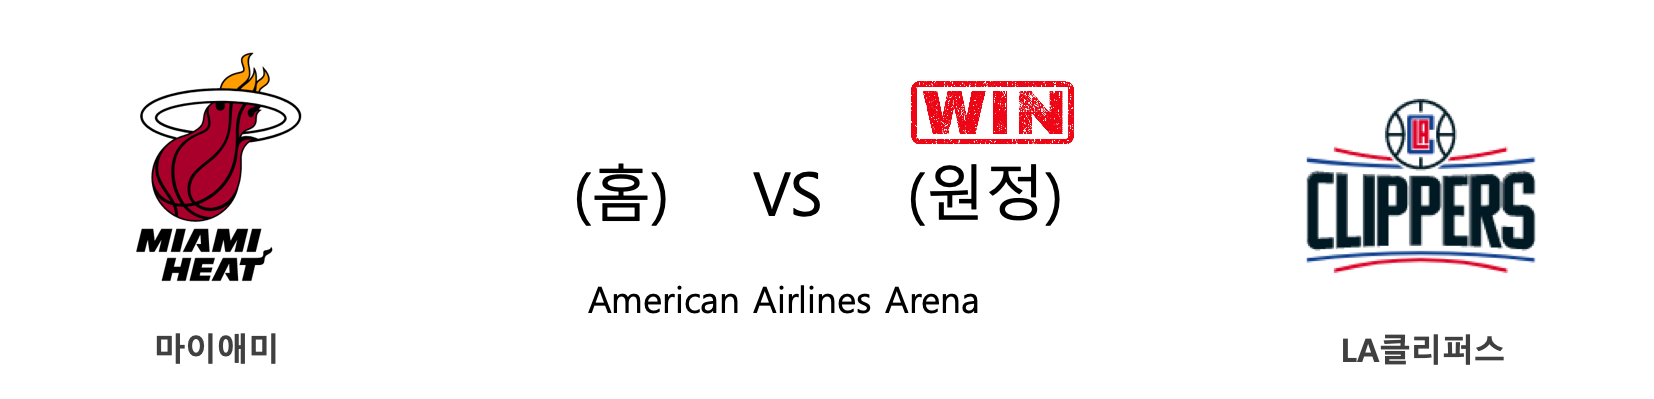 WIN
(홈) VS (원정)
MIAMI
HEAT
LA
CLIPPERS
American Airlines Arena
마이애미
LA클리퍼스